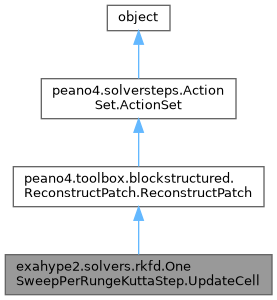 object
peano4.solversteps.Action
Set.ActionSet
peano4.toolbox.blockstructured.
ReconstructPatch.ReconstructPatch
exahype2.solvers.rkfd.One
SweepPerRungeKuttaStep.UpdateCell